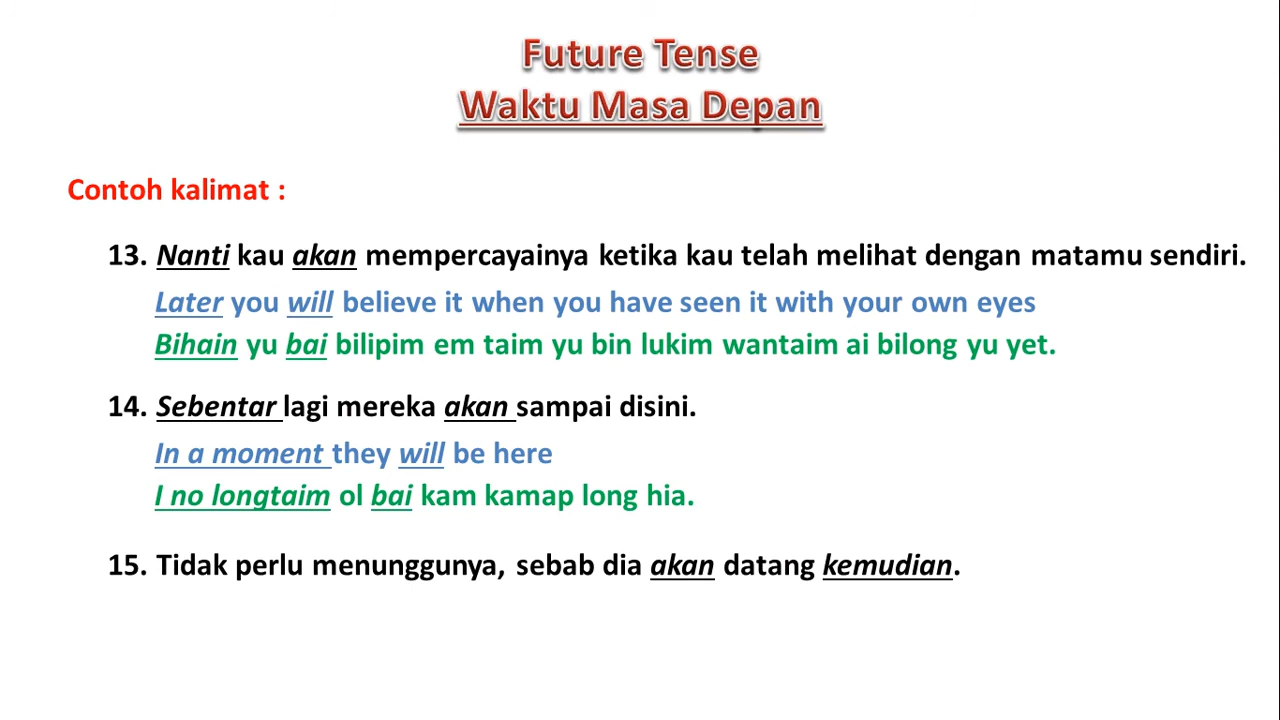 Future Tense
Waktu Masa Depan
Contoh kalimat :
13. Nanti kau akan mempercayainya ketika kau telah melihat dengan matamu sendiri.
Later you will believe it when you have seen it with your own eyes
Bihain yu bai bilipim em taim yu bin lukim wantaim ai bilong yu yet.
14. Sebentar lagi mereka akan sampai disini.
In a moment they will be here
I no longtaim ol bai kam kamap long hia.
15. Tidak perlu menunggunya, sebab dia akan datang kemudian.